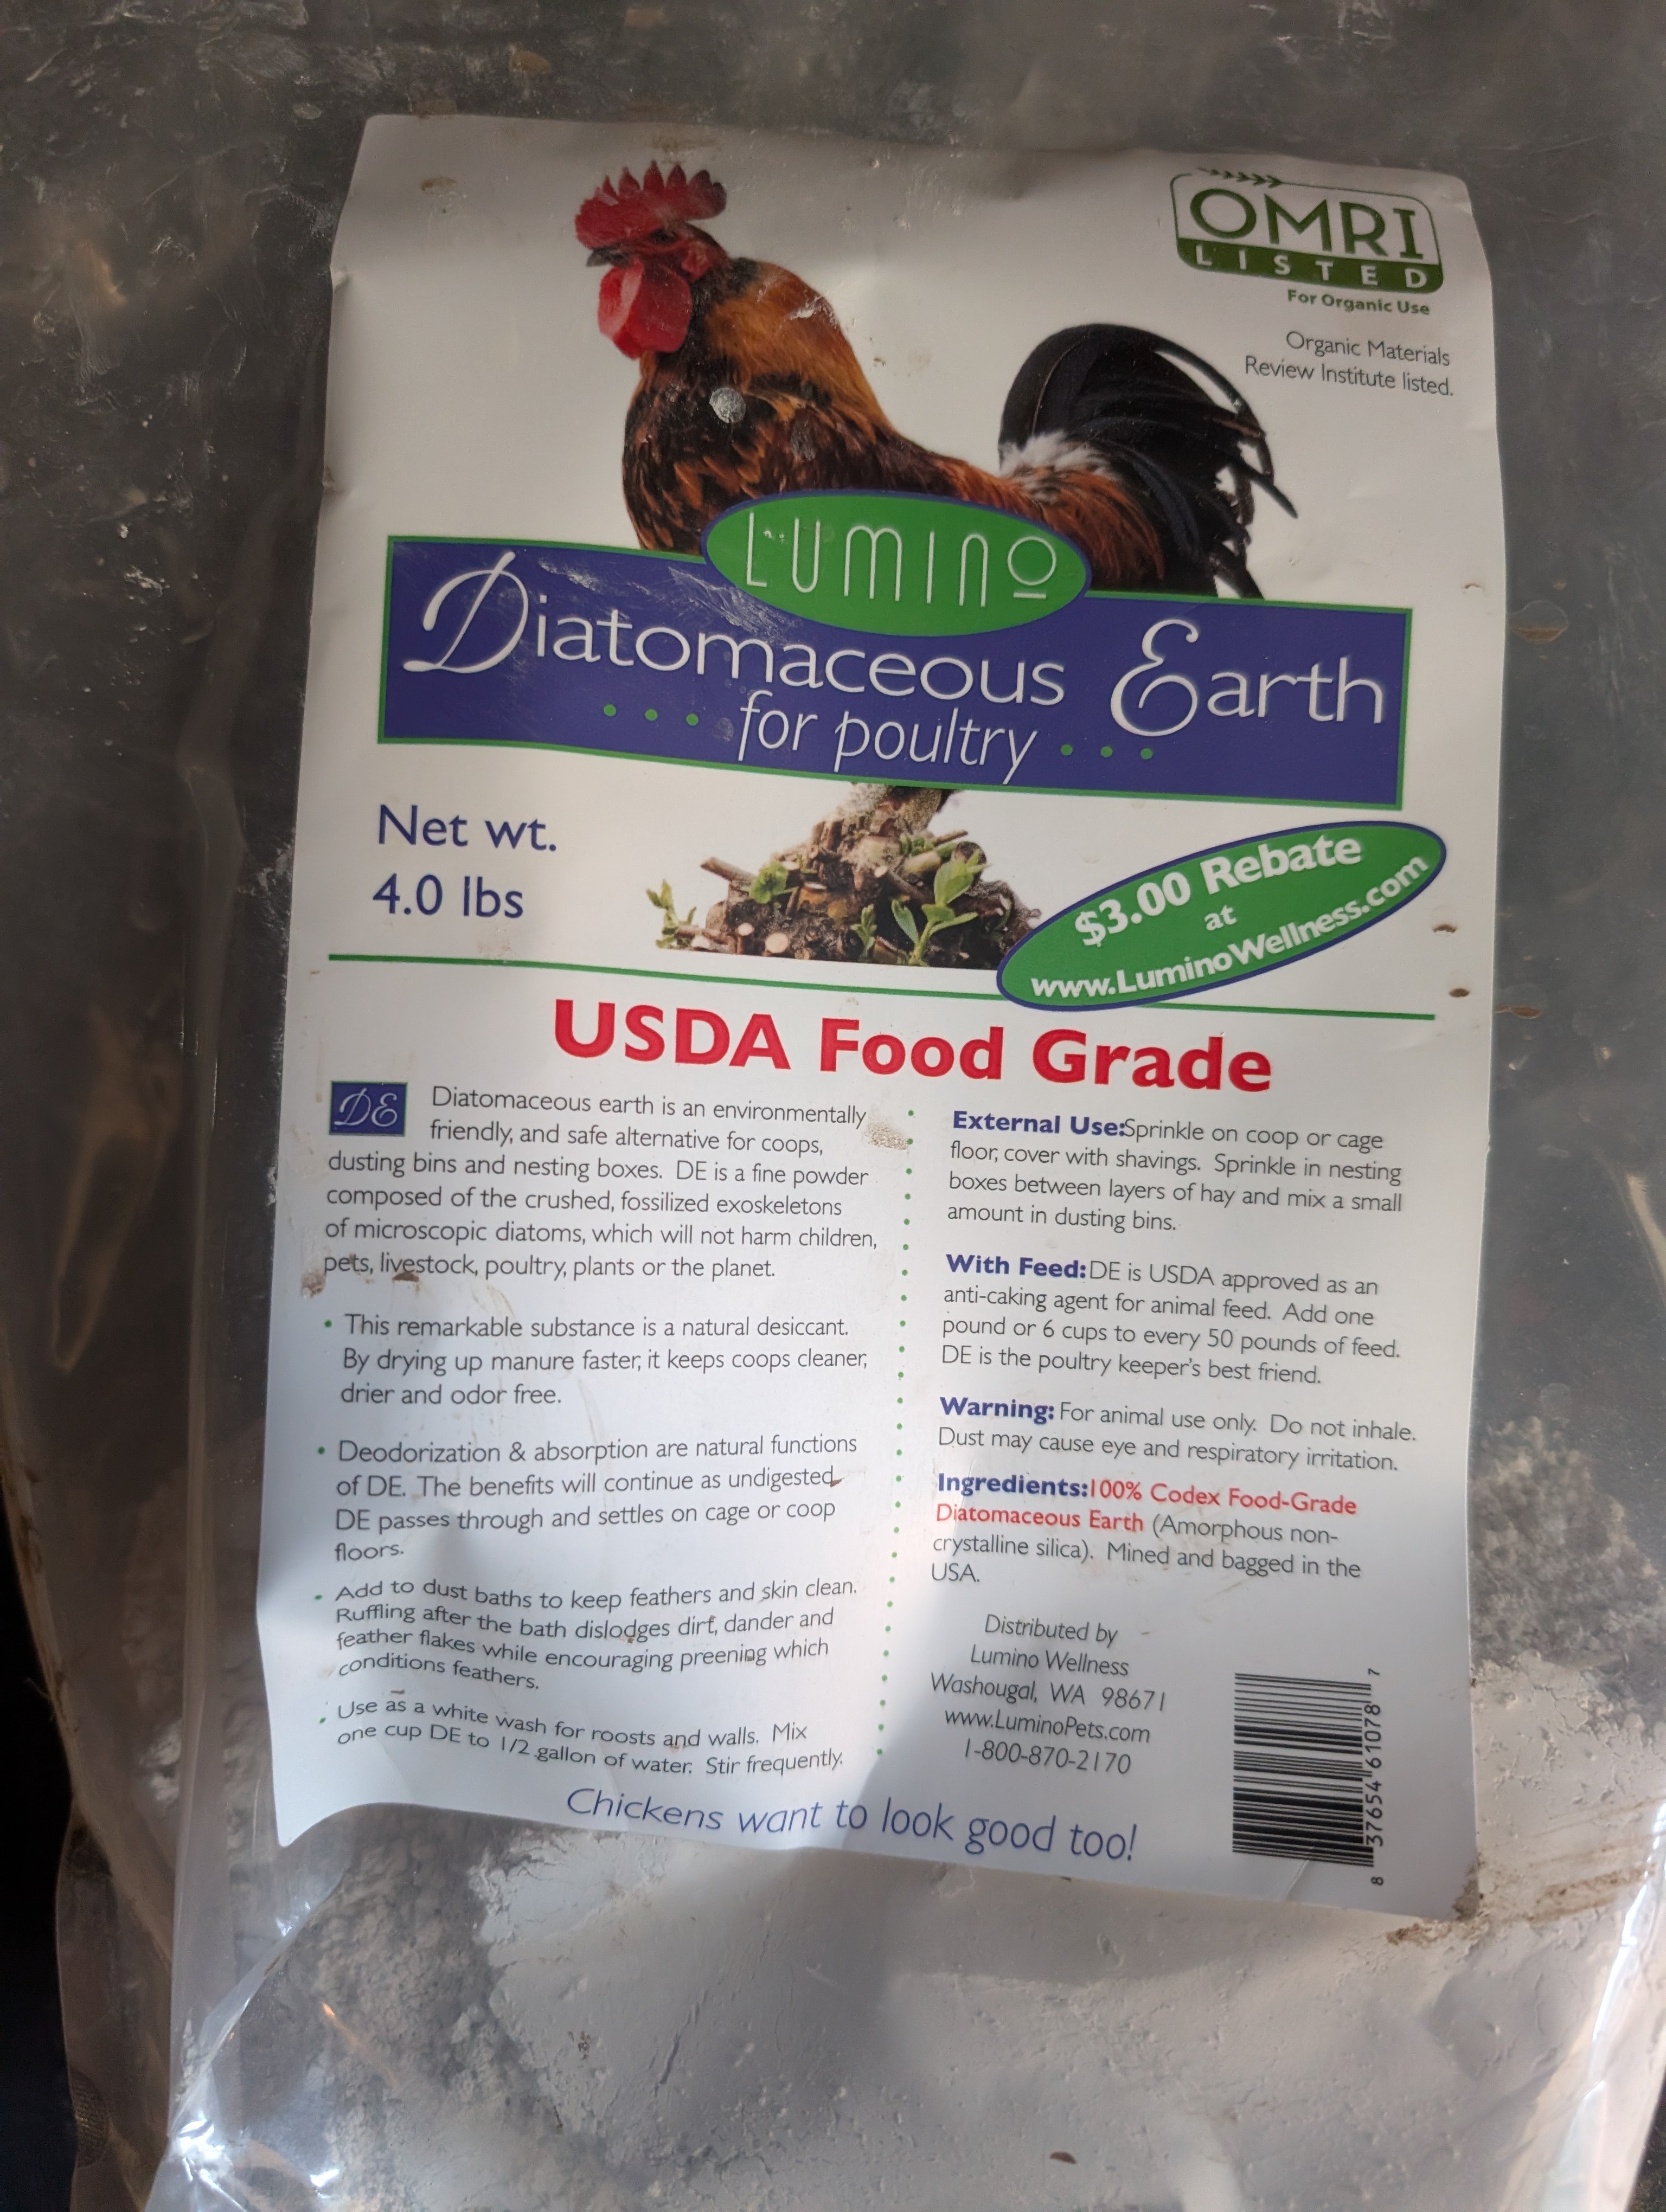 OMRI
LISTED
For Organic Use
Organic Materials
Review Institute listed.
LUMINO
Diatomaceous Earth
for poultry
Net wt.
4.0 lbs
$3.00 Rebate
at
www.LuminoWellness.com
USDA Food Grade
DE
Diatomaceous earth is an environmentally
friendly, and safe alternative for coops,
dusting bins and nesting boxes. DE is a fine powder
composed of the crushed, fossilized exoskeletons
of microscopic diatoms, which will not harm children,
pets, livestock, poultry, plants or the planet.
• This remarkable substance is a natural desiccant.
By drying up manure faster, it keeps coops cleaner,
drier and odor free.
• Deodorization & absorption are natural functions
of DE. The benefits will continue as undigested
DE passes through and settles on cage or coop
floors.
• Add to dust baths to keep feathers and skin clean.
Ruffling after the bath dislodges dirt, dander and
feather flakes while encouraging preening which
conditions feathers.
• Use as a white wash for roosts and walls. Mix
one cup DE to 1/2 gallon of water. Stir frequently.
External Use:Sprinkle on coop or cage
floor, cover with shavings. Sprinkle in nesting
boxes between layers of hay and mix a small
amount in dusting bins.
With Feed:DE is USDA approved as an
anti-caking agent for animal feed. Add one
pound or 6 cups to every 50 pounds of feed.
DE is the poultry keeper's best friend.
Warning: For animal use only. Do not inhale.
Dust may cause eye and respiratory irritation.
Ingredients:100% Codex Food-Grade
Diatomaceous Earth (Amorphous non-
crystalline silica). Mined and bagged in the
USA.
Distributed by
Lumino Wellness
Washougal, WA 98671
www.LuminoPets.com
1-800-870-2170
8 37654 61078 7
Chickens want to look good too!